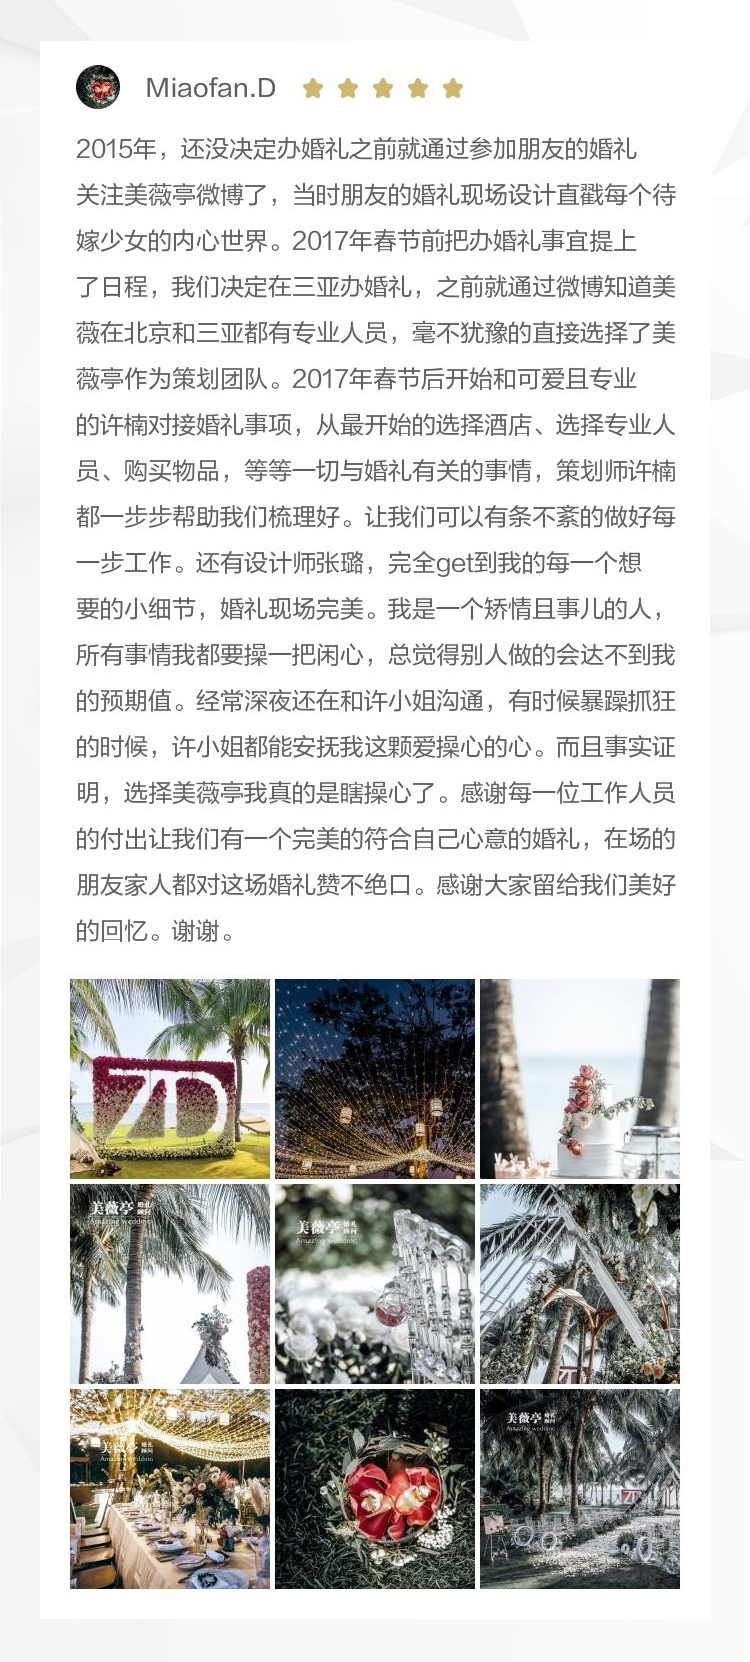 Miaofan.D
2015年，还没决定办婚礼之前就通过参加朋友的婚礼
关注美薇亭微博了，当时朋友的婚礼现场设计直戳每个待
嫁少女的内心世界。2017年春节前把办婚礼事宜提上
了日程，我们决定在三亚办婚礼，之前就通过微博知道美
薇在北京和三亚都有专业人员，毫不犹豫的直接选择了美
薇亭作为策划团队。2017年春节后开始和可爱且专业
的许楠对接婚礼事项，从最开始的选择酒店、选择专业人
员、购买物品，等等一切与婚礼有关的事情，策划师许楠
都一步步帮助我们梳理好。让我们可以有条不紊的做好每
一步工作。还有设计师张璐，完全get到我的每一个想
要的小细节，婚礼现场完美。我是一个矫情且事儿的人，
所有事情我都要操一把闲心，总觉得别人做的会达不到我
的预期值。经常深夜还在和许小姐沟通，有时候暴躁抓狂
的时候，许小姐都能安抚我这颗爱操心的心。而且事实证
明，选择美薇亭我真的是瞎操心了。感谢每一位工作人员
的付出让我们有一个完美的符合自己心意的婚礼，在场的
朋友家人都对这场婚礼赞不绝口。感谢大家留给我们美好
的回忆。谢谢。
ZD
美薇亭 婚礼顾问
Amazing wedding
美薇亭 婚礼顾问
Amazing wedding
美薇亭 婚礼顾问
Amazing wedding
美薇亭 婚礼顾问
Amazing wedding